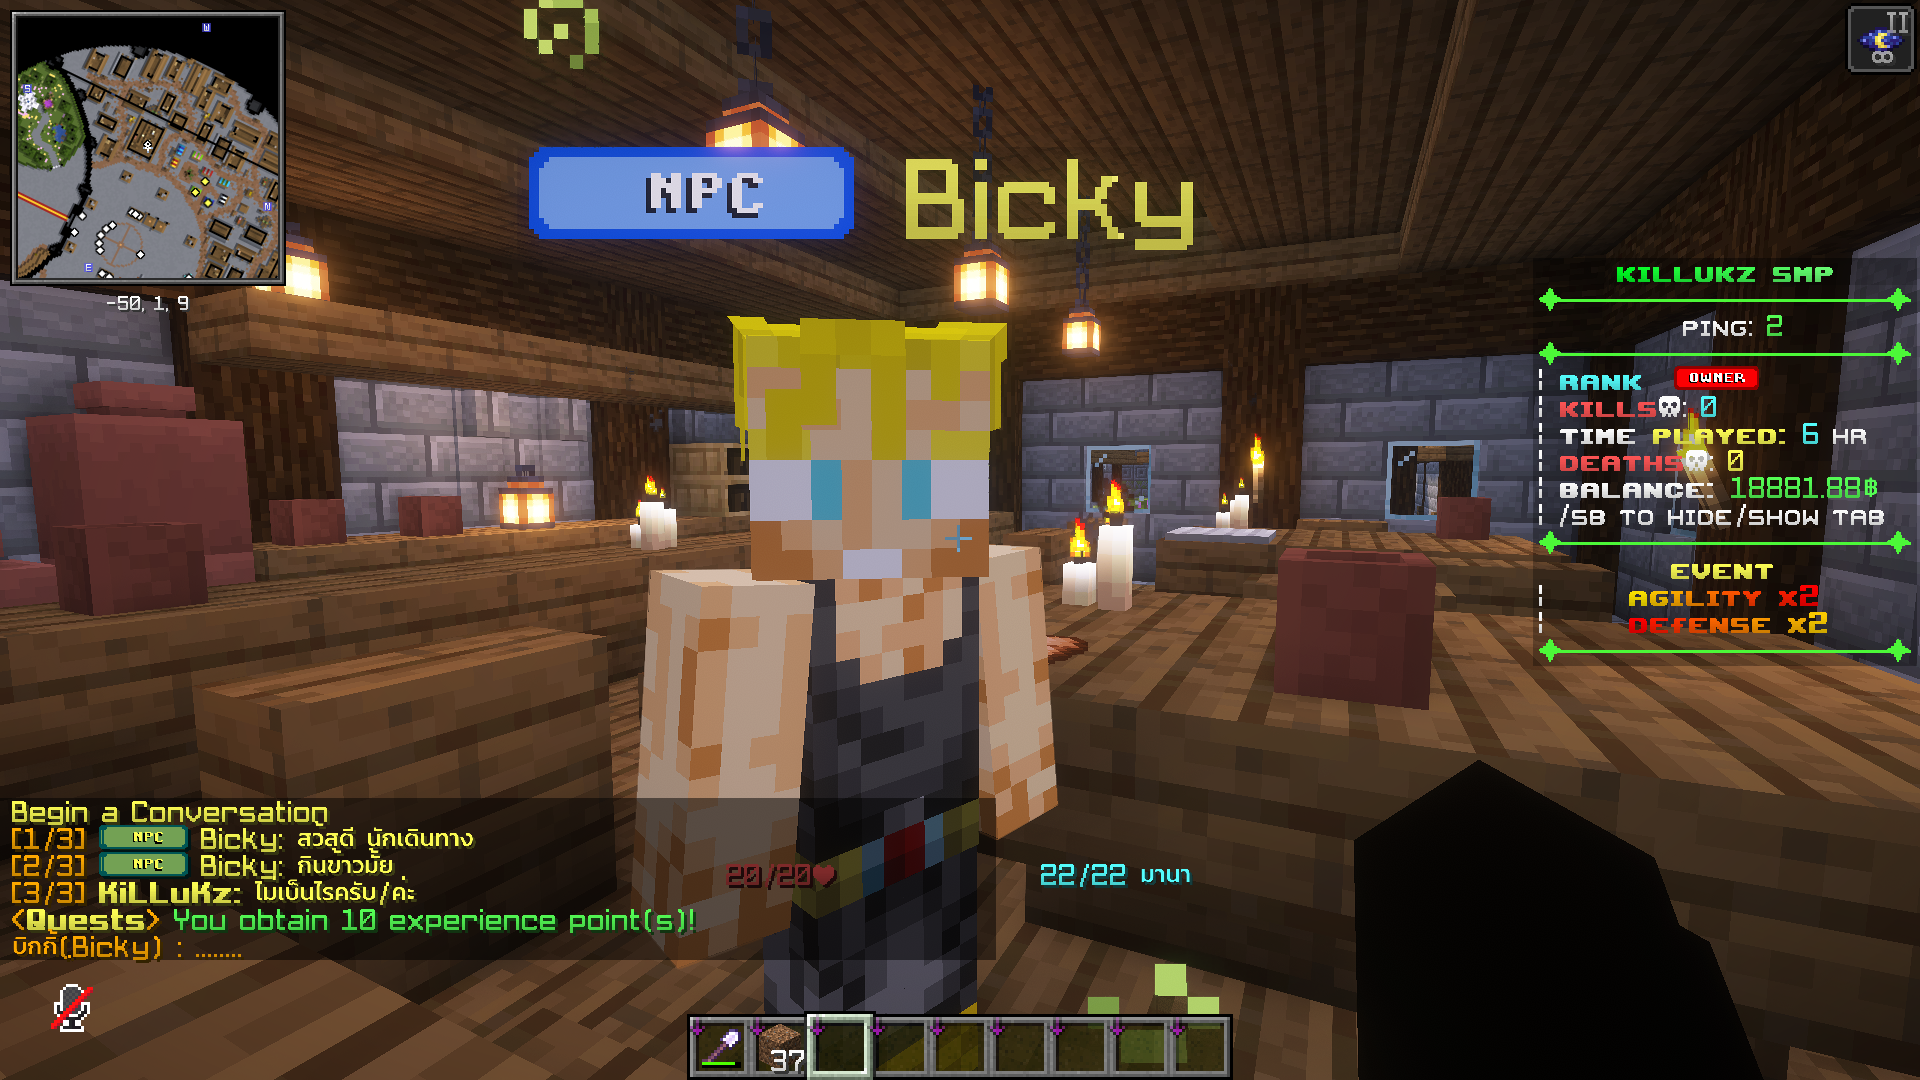 W
S
N
E
-50, 1, 9
II
∞
NPC Bicky
KILLUKZ SMP
PING: 2
RANK OWNER
KILLS☠: 0
TIME PLAYED: 6 HR
DEATHS☠: 0
BALANCE: 18881.88฿
/SB TO HIDE/SHOW TAB
EVENT
AGILITY x2
DEFENSE x2
Begin a Conversation
[1/3] NPC Bicky: สวัสดี นักเดินทาง
[2/3] NPC Bicky: กินข้าวมั้ย
[3/3] KiLLuKz: ไม่เป็นไรครับ/ค่ะ
<Quests> You obtain 10 experience point(s)!
บิกกี้(Bicky) : ........
20/20❤
22/22 มานา
37